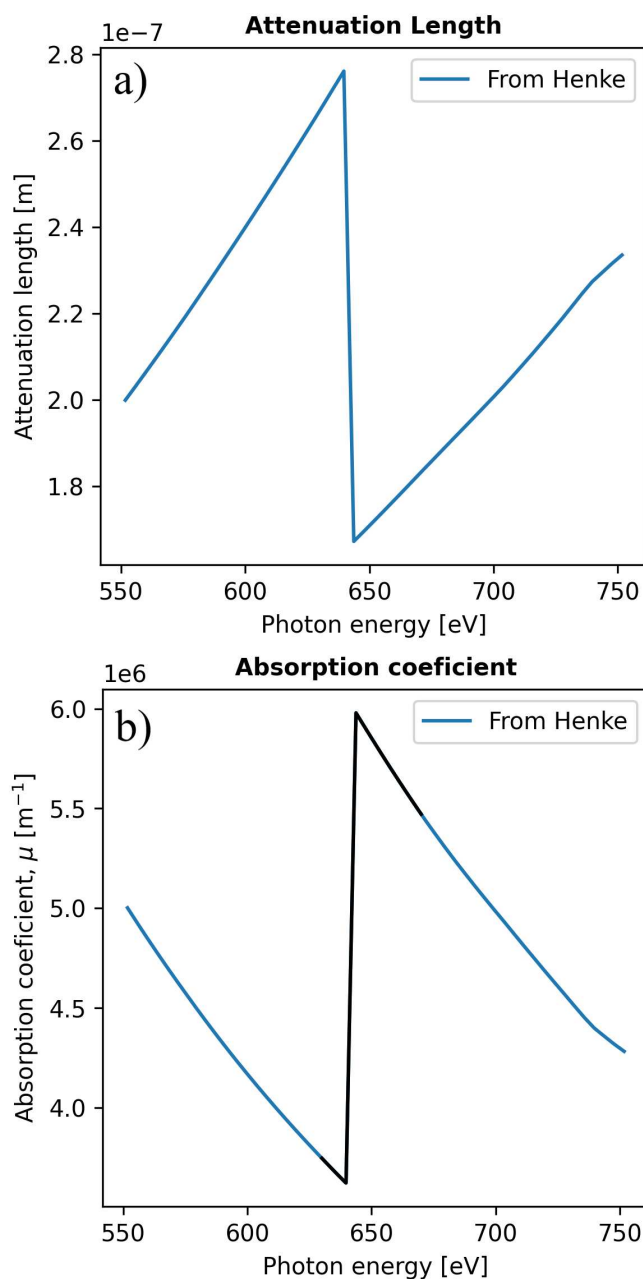 1e−7
Attenuation Length
a)
From Henke
2.8
2.6
2.4
2.2
2.0
1.8
Attenuation length [m]
550 600 650 700 750
Photon energy [eV]
1e6
Absorption coeficient
b)
From Henke
6.0
5.5
5.0
4.5
4.0
Absorption coeficient, μ [m⁻¹]
550 600 650 700 750
Photon energy [eV]